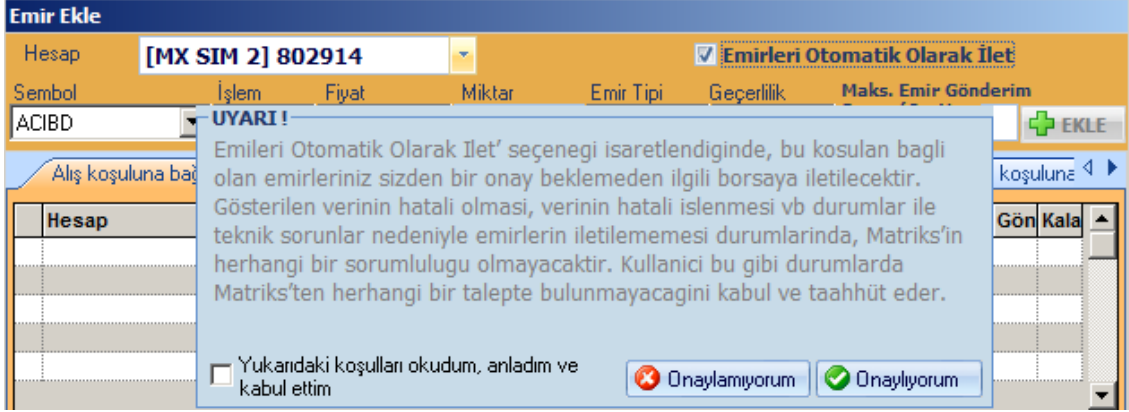 Emir Ekle
Hesap [MX SIM 2] 802914 Emirleri Otomatik Olarak İlet
Sembol İşlem Fiyat Miktar Emir Tipi Geçerlilik Maks. Emir Gönderim
ACIBD EKLE
UYARI !
Emileri Otomatik Olarak Ilet’ seçenegi isaretlendiginde, bu kosulan bagli
olan emirleriniz sizden bir onay beklemeden ilgili borsaya iletilecektir.
Gösterilen verinin hatali olmasi, verinin hatali islenmesi vb durumlar ile
teknik sorunlar nedeniyle emirlerin iletilememesi durumlarinda, Matriks’in
herhangi bir sorumlulugu olmayacaktir. Kullanici bu gibi durumlarda
Matriks’ten herhangi bir talepte bulunmayacagini kabul ve taahhüt eder.
Alış koşuluna bağ koşuluna
Hesap Gön Kala
Yukarıdaki koşulları okudum, anladım ve
kabul ettim
Onaylamıyorum Onaylıyorum